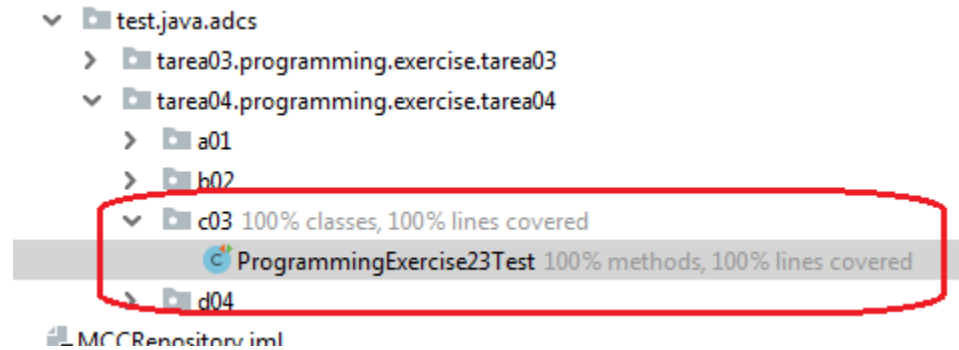 test.java.adcs
tarea03.programming.exercise.tarea03
tarea04.programming.exercise.tarea04
a01
b02
c03 100% classes, 100% lines covered
ProgrammingExercise23Test 100% methods, 100% lines covered
d04
MCCRepository.iml